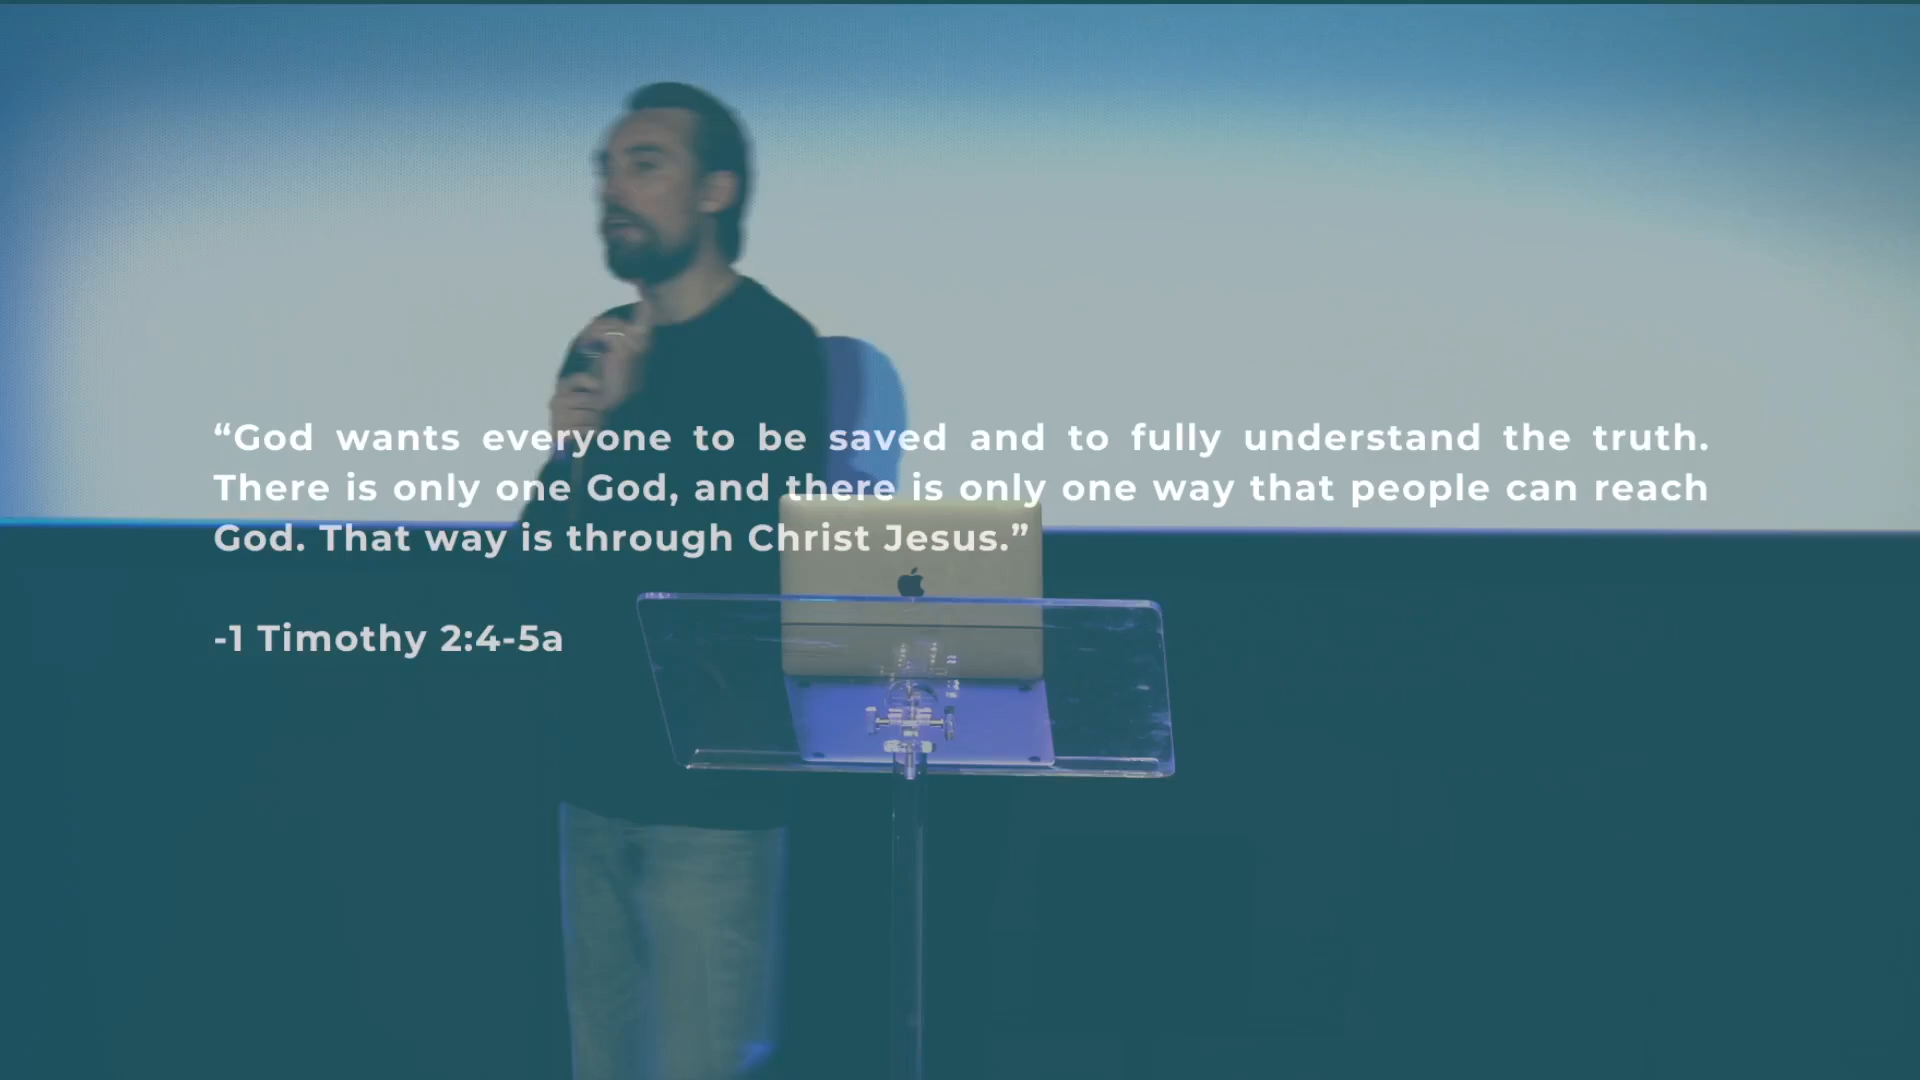 “God wants everyone to be saved and to fully understand the truth.
There is only one God, and there is only one way that people can reach
God. That way is through Christ Jesus.”
-1 Timothy 2:4-5a